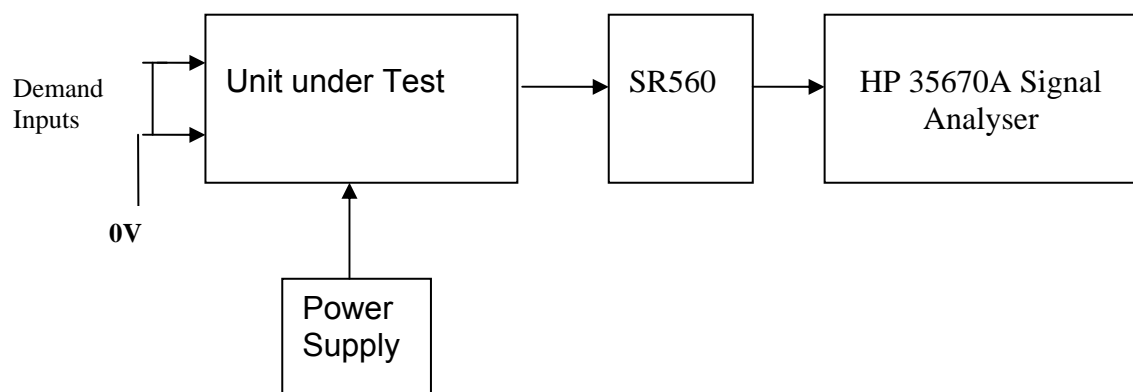 Demand
Inputs
0V
Unit under Test
SR560
HP 35670A Signal
Analyser
Power
Supply